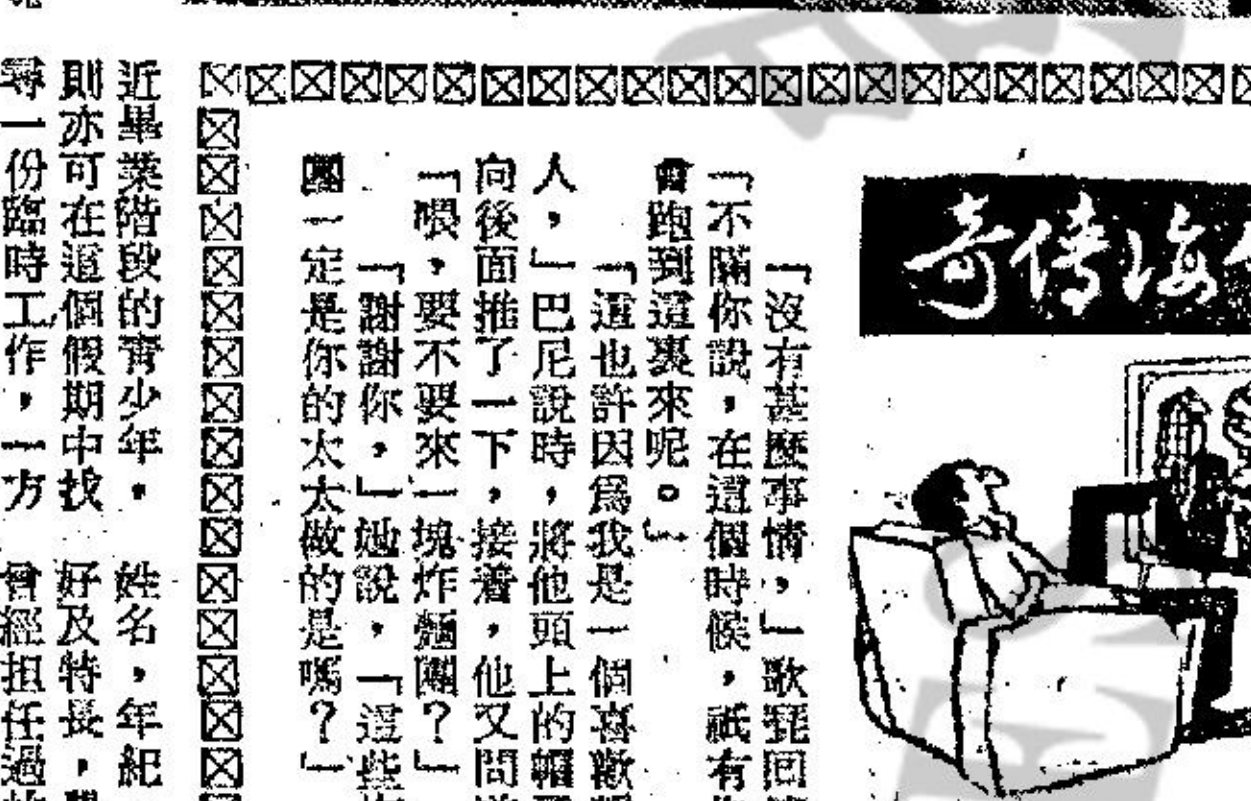 海傳奇
「沒有甚麼事情，」歌琵回
「不瞞你說，在這個時候，祇有
會跑到這裏來呢。」
「這也許因爲我是一個喜歡
人，」巴尼說時，將他頭上的帽
向後面推了一下，接着，他又問
「喂，要不要來一塊炸麵團？」
「謝謝你，」她說，「這些
團一定是你的太太做的是嗎？」
近畢業階段的青少年，
則亦可在這個假期中找
尋一份臨時工作，一方
姓名，年紀
好及特長，
曾經担任過